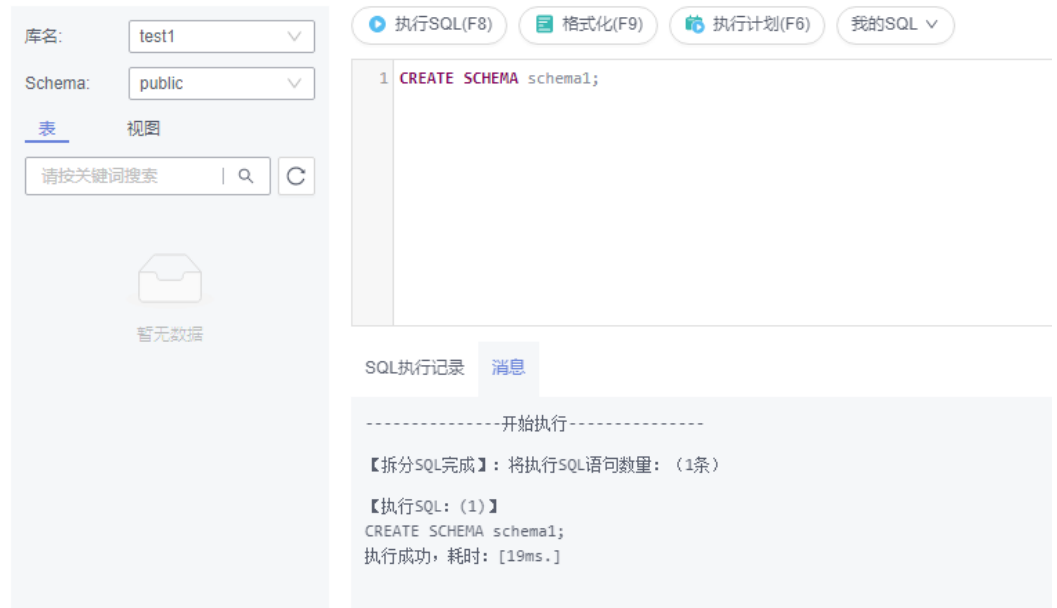 库名:
test1
Schema:
public
表
视图
请按关键词搜索
暂无数据
执行SQL(F8)
格式化(F9)
执行计划(F6)
我的SQL
1 CREATE SCHEMA schema1;
SQL执行记录
消息
---------------开始执行---------------
【拆分SQL完成】：将执行SQL语句数量：（1条）
【执行SQL：(1)】
CREATE SCHEMA schema1;
执行成功，耗时：[19ms.]